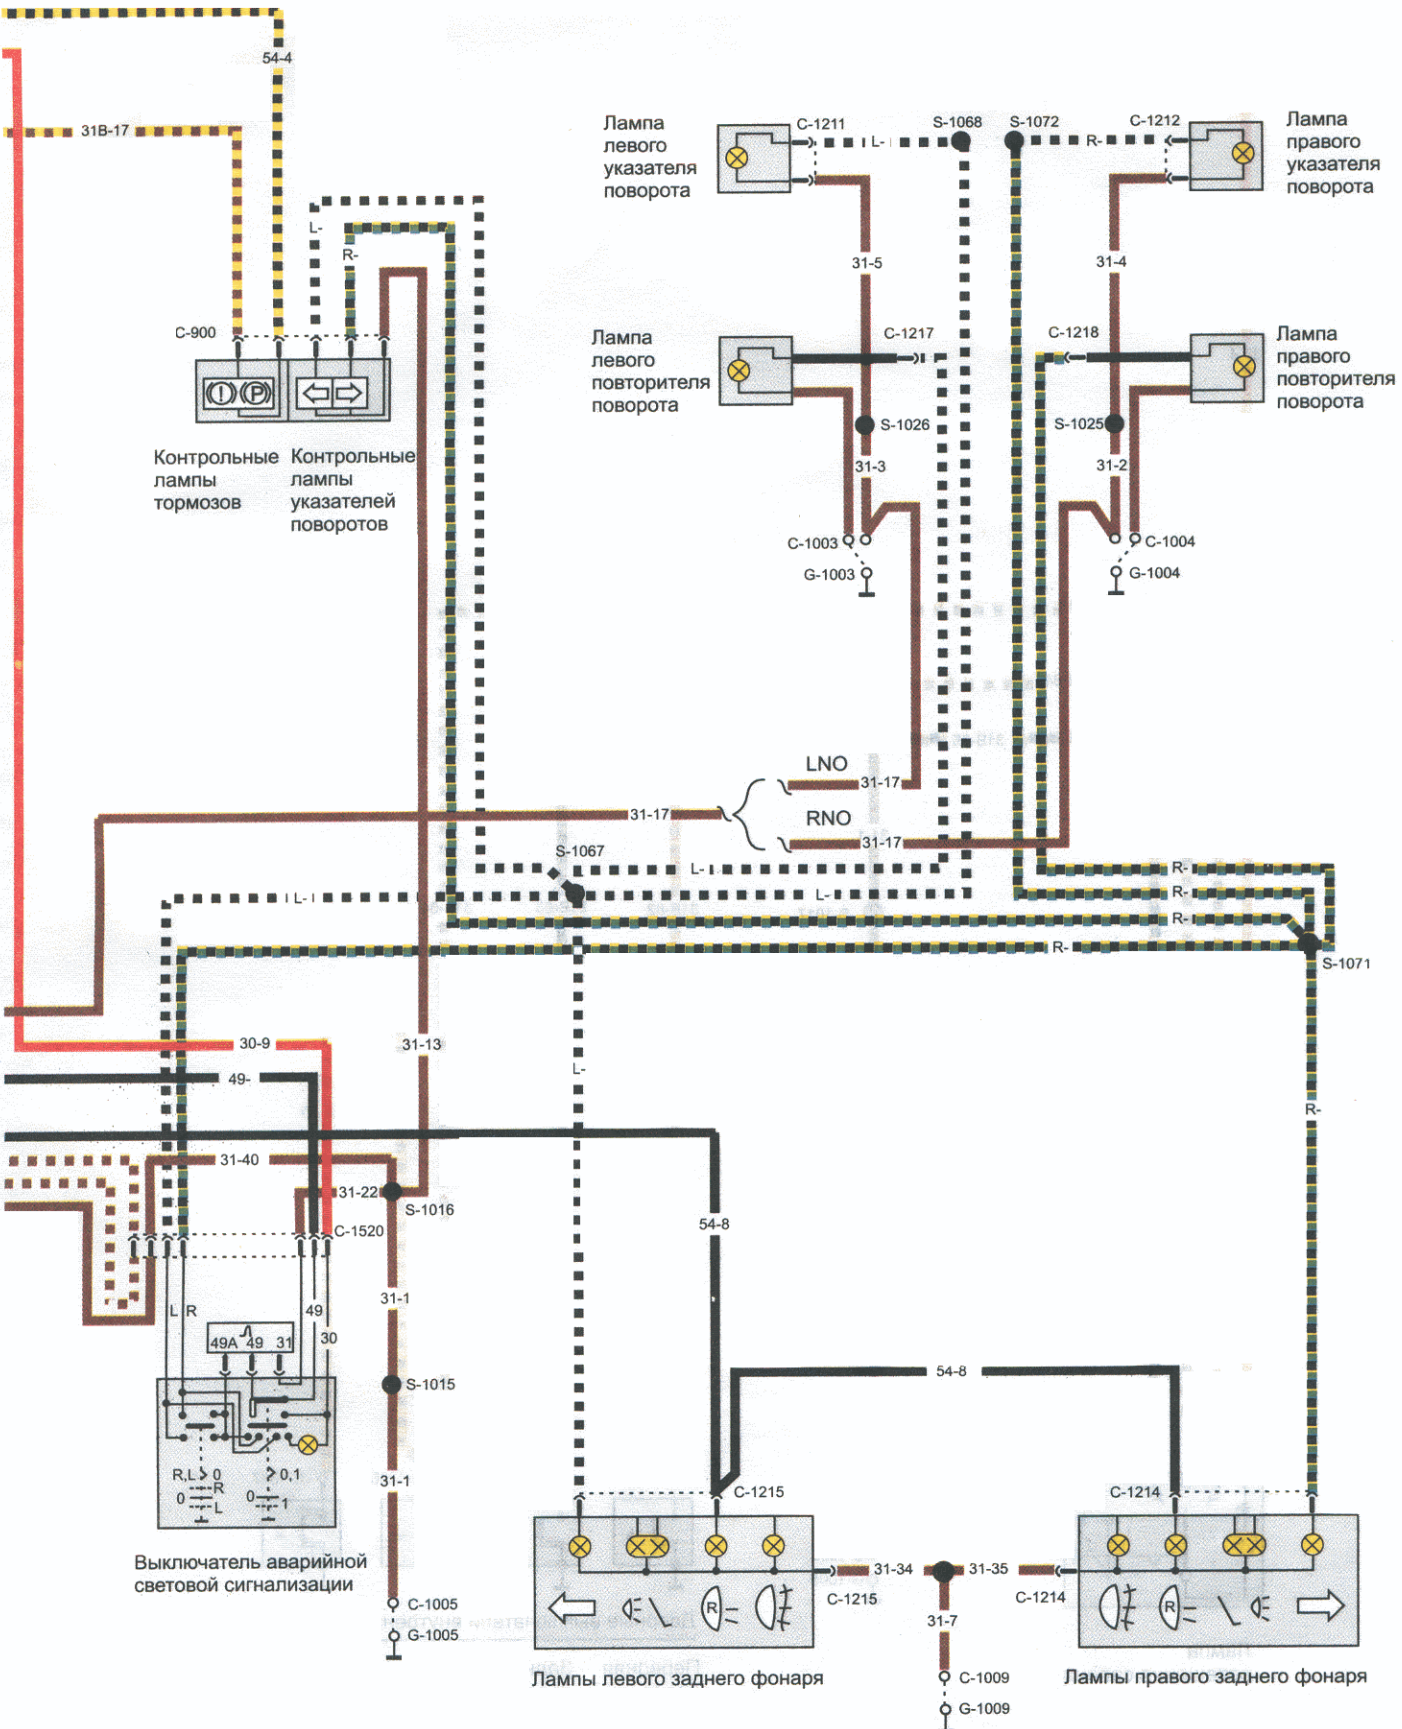 54-4
31B-17
Лампа
левого
указателя
поворота
C-1211
L-
S-1068
S-1072
R-
C-1212
Лампа
правого
указателя
поворота
L-
R-
31-5
31-4
C-900
Лампа
левого
повторителя
поворота
C-1217
C-1218
Лампа
правого
повторителя
поворота
S-1026
S-1025
Контрольные
лампы
тормозов
Контрольные
лампы
указателей
поворотов
31-3
31-2
C-1003
G-1003
C-1004
G-1004
LNO
31-17
31-17
RNO
31-17
S-1067
L-
L-
L-
R-
R-
R-
R-
S-1071
30-9
31-13
49-
L-
R-
31-40
31-22
S-1016
C-1520
54-8
31-1
L R
49
30
49A 49 31
S-1015
54-8
R,L 0
R
0
L
0,1
0
1
31-1
C-1215
C-1214
Выключатель аварийной
световой сигнализации
31-34
31-35
C-1215
C-1214
R
R
31-7
C-1005
G-1005
Лампы левого заднего фонаря
C-1009
G-1009
Лампы правого заднего фонаря